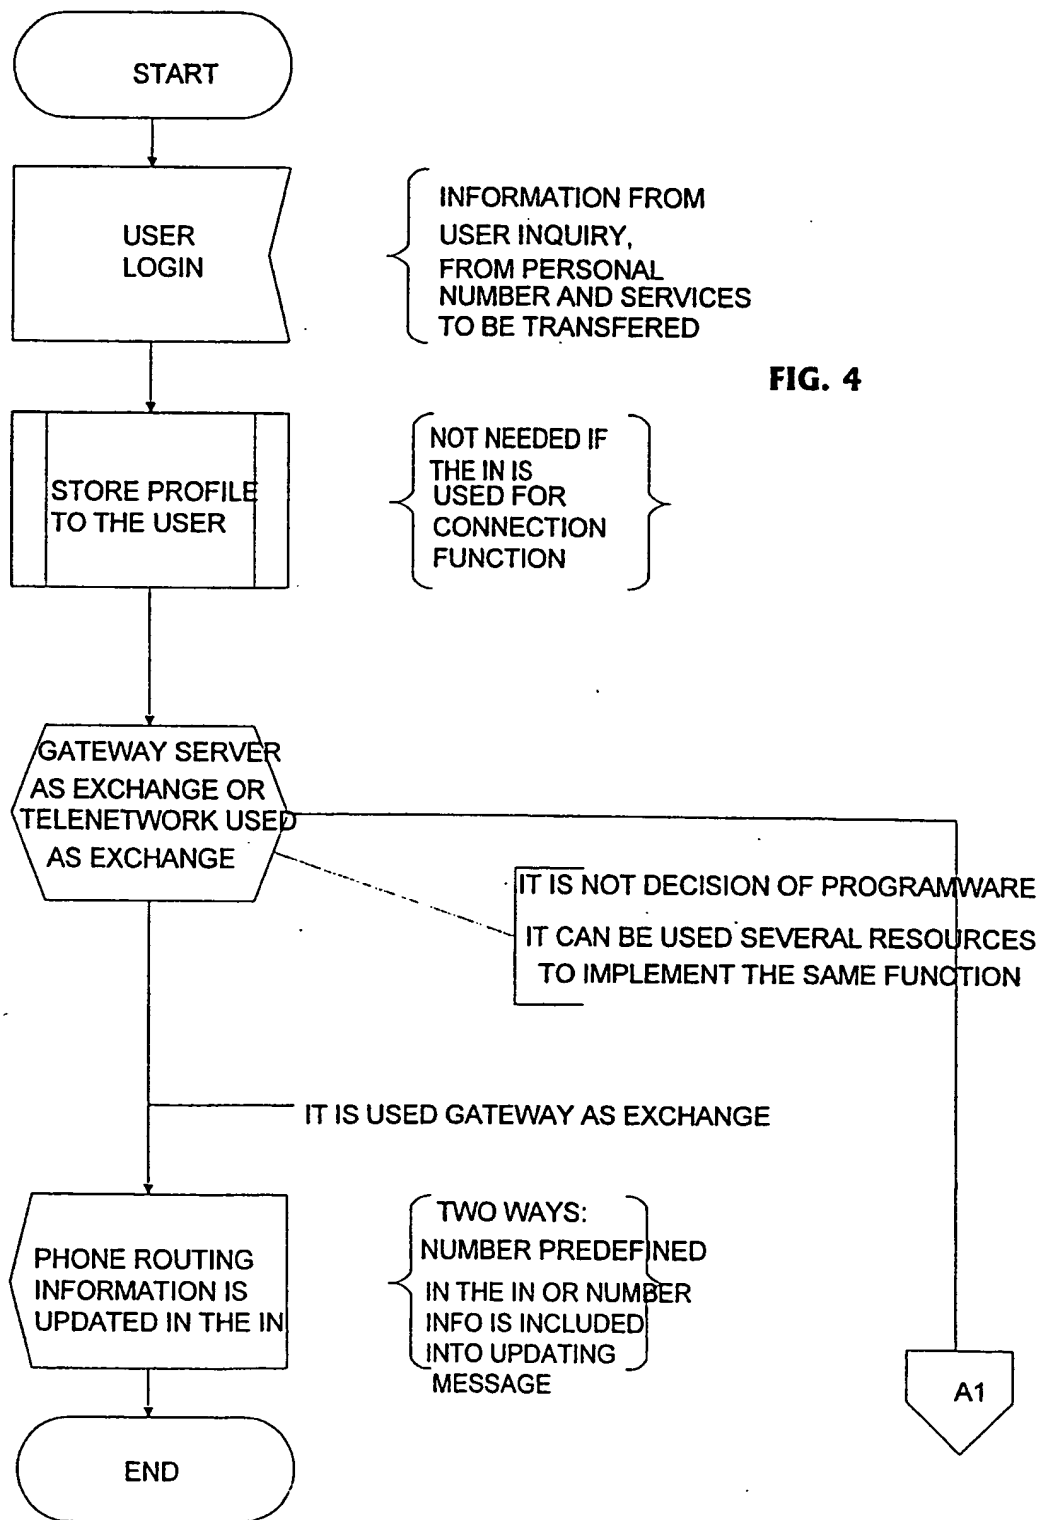 START
USER
LOGIN
INFORMATION FROM
USER INQUIRY,
FROM PERSONAL
NUMBER AND SERVICES
TO BE TRANSFERED
FIG. 4
STORE PROFILE
TO THE USER
NOT NEEDED IF
THE IN IS
USED FOR
CONNECTION
FUNCTION
GATEWAY SERVER
AS EXCHANGE OR
TELENETWORK USED
AS EXCHANGE
IT IS NOT DECISION OF PROGRAMWARE
IT CAN BE USED SEVERAL RESOURCES
TO IMPLEMENT THE SAME FUNCTION
IT IS USED GATEWAY AS EXCHANGE
PHONE ROUTING
INFORMATION IS
UPDATED IN THE IN
TWO WAYS:
NUMBER PREDEFINED
IN THE IN OR NUMBER
INFO IS INCLUDED
INTO UPDATING
MESSAGE
A1
END